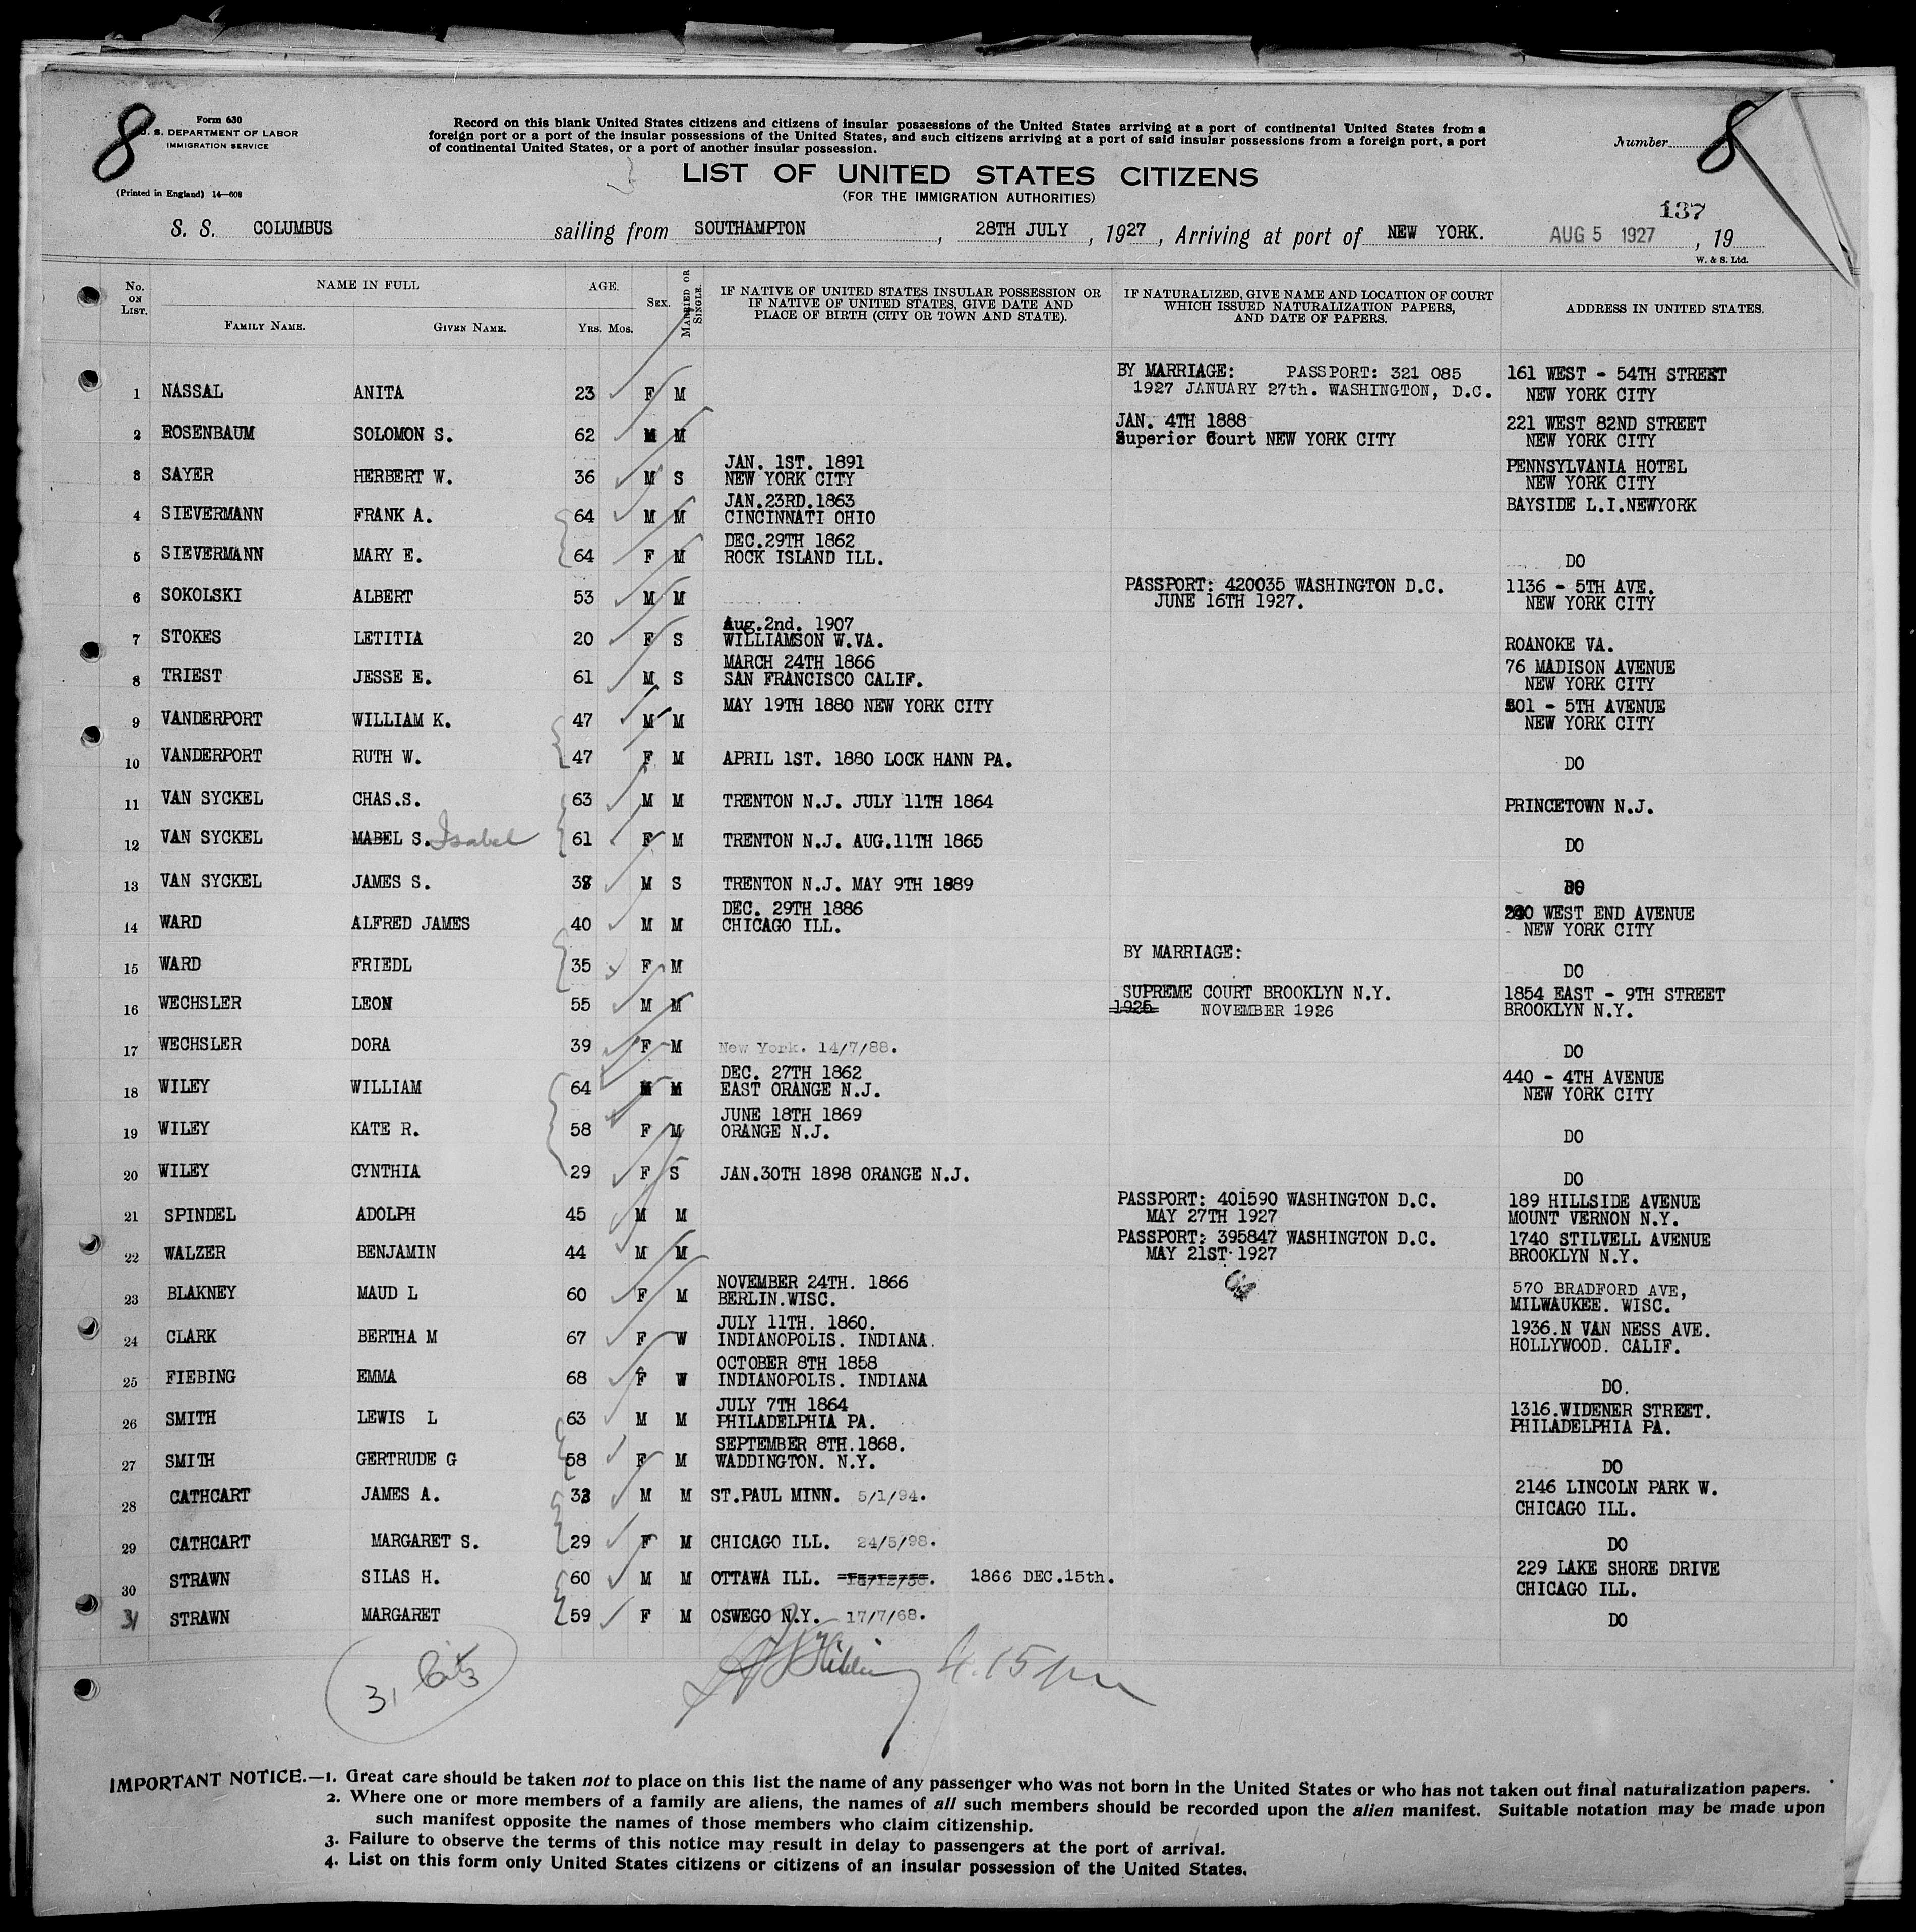 8
Form 630
U. S. DEPARTMENT OF LABOR
IMMIGRATION SERVICE
(Printed in England) 14—608
Record on this blank United States citizens and citizens of insular possessions of the United States arriving at a port of continental United States from a
foreign port or a port of the insular possessions of the United States, and such citizens arriving at a port of said insular possessions from a foreign port, a port
of continental United States, or a port of another insular possession.
Number 8
LIST OF UNITED STATES CITIZENS
(FOR THE IMMIGRATION AUTHORITIES)
137
S. S. COLUMBUS sailing from SOUTHAMPTON, 28TH JULY, 1927, Arriving at port of NEW YORK. AUG 5 1927, 19
W. & S. Ltd.
No. ON LIST. NAME IN FULL FAMILY NAME. GIVEN NAME. AGE. YRS. MOS. SEX. MARRIED OR SINGLE. IF NATIVE OF UNITED STATES INSULAR POSSESSION OR IF NATIVE OF UNITED STATES, GIVE DATE AND PLACE OF BIRTH (CITY OR TOWN AND STATE). IF NATURALIZED, GIVE NAME AND LOCATION OF COURT WHICH ISSUED NATURALIZATION PAPERS, AND DATE OF PAPERS. ADDRESS IN UNITED STATES.
1 NASSAL ANITA 23 F M BY MARRIAGE: PASSPORT: 321 085 1927 JANUARY 27th. WASHINGTON, D.C. 161 WEST - 54TH STREET NEW YORK CITY
2 ROSENBAUM SOLOMON S. 62 M M JAN. 4TH 1888 Superior Court NEW YORK CITY 221 WEST 82ND STREET NEW YORK CITY
3 SAYER HERBERT W. 36 M S JAN. 1ST. 1891 NEW YORK CITY PENNSYLVANIA HOTEL NEW YORK CITY
4 SIEVERMANN FRANK A. 64 M M JAN.23RD.1863 CINCINNATI OHIO BAYSIDE L.I.NEWYORK
5 SIEVERMANN MARY E. 64 F M DEC.29TH 1862 ROCK ISLAND ILL. DO
6 SOKOLSKI ALBERT 53 M M PASSPORT: 420035 WASHINGTON D.C. JUNE 16TH 1927. 1136 - 5TH AVE. NEW YORK CITY
7 STOKES LETITIA 20 F S Aug.2nd. 1907 WILLIAMSON W.VA. ROANOKE VA.
8 TRIEST JESSE E. 61 M S MARCH 24TH 1866 SAN FRANCISCO CALIF. 76 MADISON AVENUE NEW YORK CITY
9 VANDERPORT WILLIAM K. 47 M M MAY 19TH 1880 NEW YORK CITY 01 - 5TH AVENUE NEW YORK CITY
10 VANDERPORT RUTH W. 47 F M APRIL 1ST. 1880 LOCK HANN PA. DO
11 VAN SYCKEL CHAS.S. 63 M M TRENTON N.J. JULY 11TH 1864 PRINCETOWN N.J.
12 VAN SYCKEL MABEL S. Isabel 61 F M TRENTON N.J. AUG.11TH 1865 DO
13 VAN SYCKEL JAMES S. 38 M S TRENTON N.J. MAY 9TH 1889 DO
14 WARD ALFRED JAMES 40 M M DEC. 29TH 1886 CHICAGO ILL. WEST END AVENUE NEW YORK CITY
15 WARD FRIEDL 35 F M BY MARRIAGE: DO
16 WECHSLER LEON 55 M M SUPREME COURT BROOKLYN N.Y. 1925 NOVEMBER 1926 1854 EAST - 9TH STREET BROOKLYN N.Y.
17 WECHSLER DORA 39 F M New York. 14/7/88. DO
18 WILEY WILLIAM 64 M M DEC. 27TH 1862 EAST ORANGE N.J. 440 - 4TH AVENUE NEW YORK CITY
19 WILEY KATE R. 58 F M JUNE 18TH 1869 ORANGE N.J. DO
20 WILEY CYNTHIA 29 F S JAN.30TH 1898 ORANGE N.J. DO
21 SPINDEL ADOLPH 45 M M PASSPORT: 401590 WASHINGTON D.C. MAY 27TH 1927 189 HILLSIDE AVENUE MOUNT VERNON N.Y.
22 WALZER BENJAMIN 44 M M PASSPORT: 395847 WASHINGTON D.C. MAY 21ST 1927 1740 STILVELL AVENUE BROOKLYN N.Y.
23 BLAKNEY MAUD L 60 F M NOVEMBER 24TH. 1866 BERLIN.WISC. 570 BRADFORD AVE, MILWAUKEE. WISC.
24 CLARK BERTHA M 67 F W JULY 11TH. 1860. INDIANOPOLIS. INDIANA. 1936.N VAN NESS AVE. HOLLYWOOD. CALIF.
25 FIEBING EMMA 68 F W OCTOBER 8TH 1858 INDIANOPOLIS. INDIANA DO.
26 SMITH LEWIS L 63 M M JULY 7TH 1864 PHILADELPHIA PA. 1316.WIDENER STREET. PHILADELPHIA PA.
27 SMITH GERTRUDE G 58 F M SEPTEMBER 8TH.1868. WADDINGTON. N.Y. DO
28 CATHCART JAMES A. 33 M M ST.PAUL MINN. 5/1/94. 2146 LINCOLN PARK W. CHICAGO ILL.
29 CATHCART MARGARET S. 29 F M CHICAGO ILL. 24/5/98. DO
30 STRAWN SILAS H. 60 M M OTTAWA ILL. 1866 DEC.15th. 229 LAKE SHORE DRIVE CHICAGO ILL.
31 STRAWN MARGARET 59 F M OSWEGO N.Y. 17/7/68. DO
31 Citz
4.15 pm
IMPORTANT NOTICE.—1. Great care should be taken not to place on this list the name of any passenger who was not born in the United States or who has not taken out final naturalization papers.
2. Where one or more members of a family are aliens, the names of all such members should be recorded upon the alien manifest. Suitable notation may be made upon
such manifest opposite the names of those members who claim citizenship.
3. Failure to observe the terms of this notice may result in delay to passengers at the port of arrival.
4. List on this form only United States citizens or citizens of an insular possession of the United States.